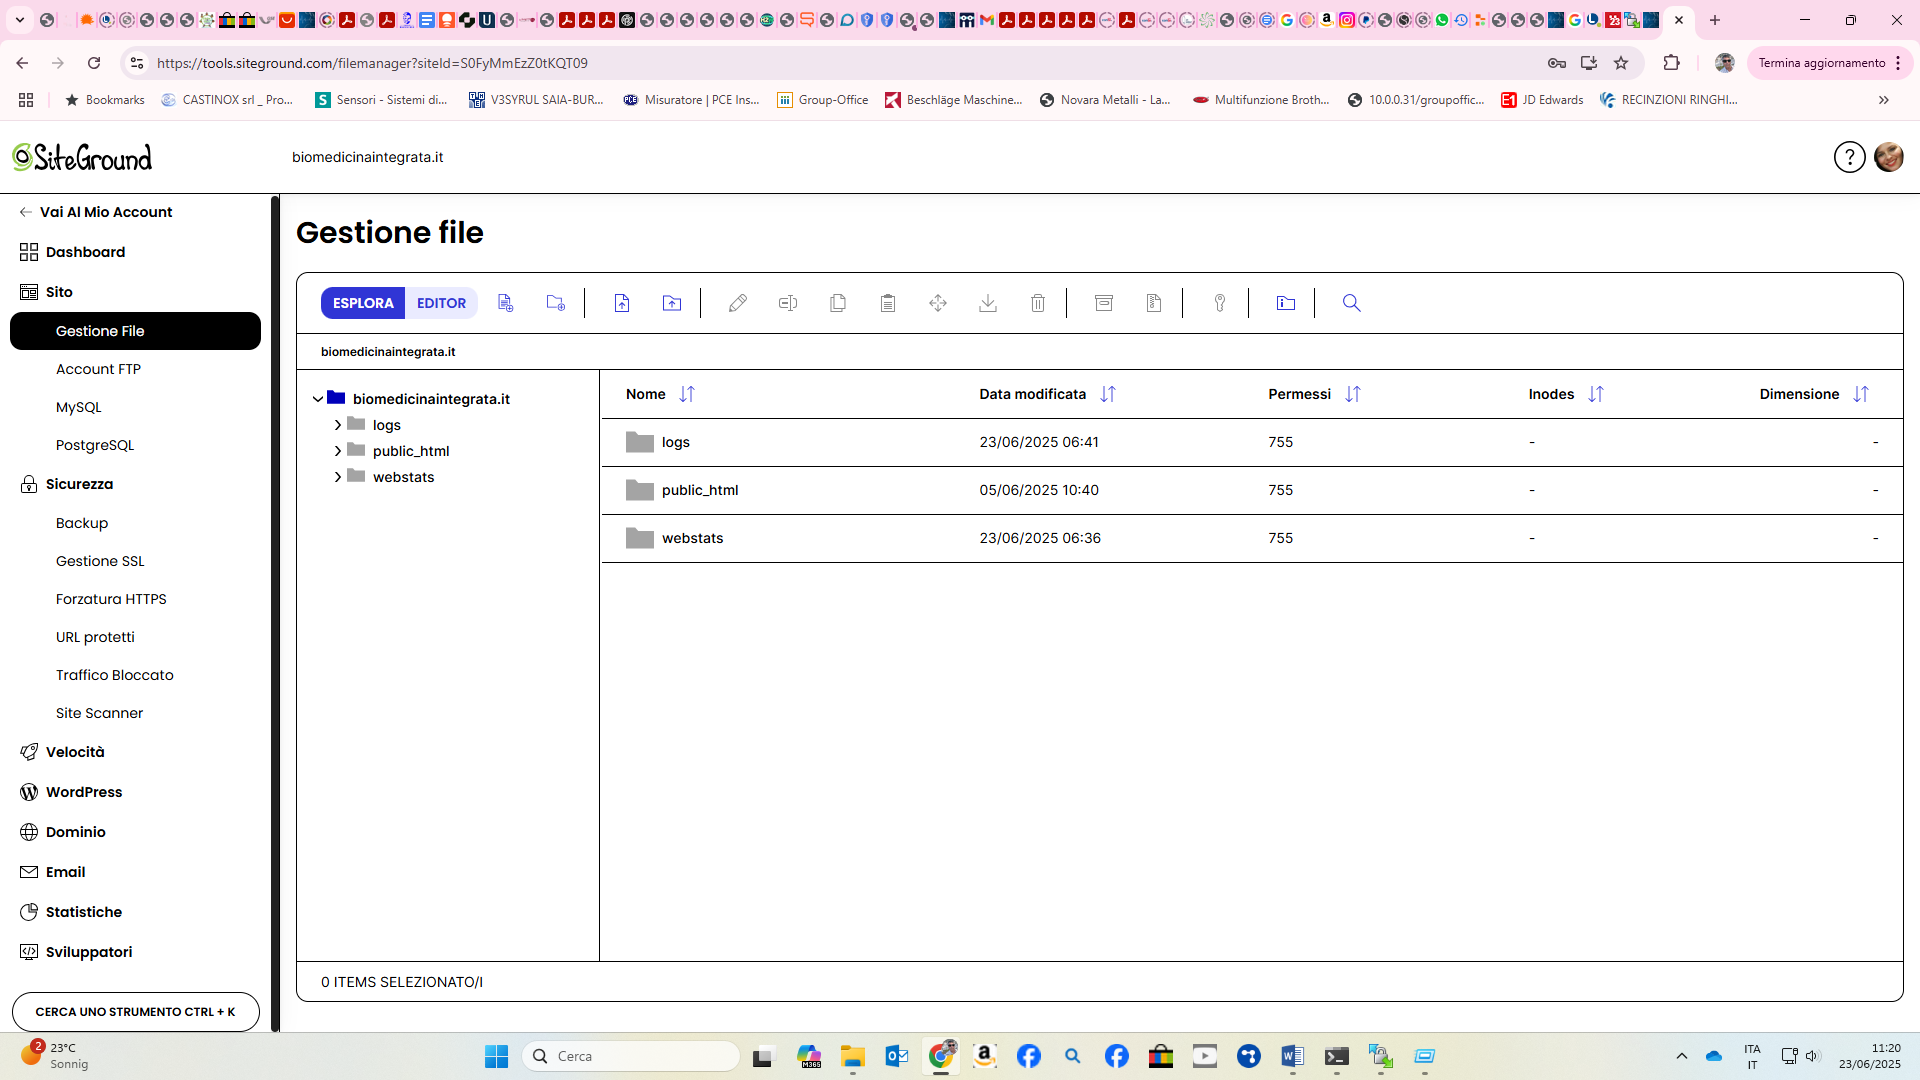 https://tools.siteground.com/filemanager?siteId=S0FyMmEzZ0tKQT09
Termina aggiornamento
Bookmarks
CASTINOX srl _ Pro...
Sensori - Sistemi di...
V3SYRUL SAIA-BUR...
Misuratore | PCE Ins...
Group-Office
Beschläge Maschine...
Novara Metalli - La...
Multifunzione Broth...
10.0.0.31/groupoffic...
JD Edwards
RECINZIONI RINGHI...
SiteGround
biomedicinaintegrata.it
?
Vai Al Mio Account
Dashboard
Sito
Gestione File
Account FTP
MySQL
PostgreSQL
Sicurezza
Backup
Gestione SSL
Forzatura HTTPS
URL protetti
Traffico Bloccato
Site Scanner
Velocità
WordPress
Dominio
Email
Statistiche
Sviluppatori
CERCA UNO STRUMENTO CTRL + K
Gestione file
ESPLORA EDITOR
biomedicinaintegrata.it
biomedicinaintegrata.it
logs
public_html
webstats
Nome Data modificata Permessi Inodes Dimensione
logs 23/06/2025 06:41 755 - -
public_html 05/06/2025 10:40 755 - -
webstats 23/06/2025 06:36 755 - -
0 ITEMS SELEZIONATO/I
2
23°C
Sonnig
Cerca
ITA
IT
11:20
23/06/2025